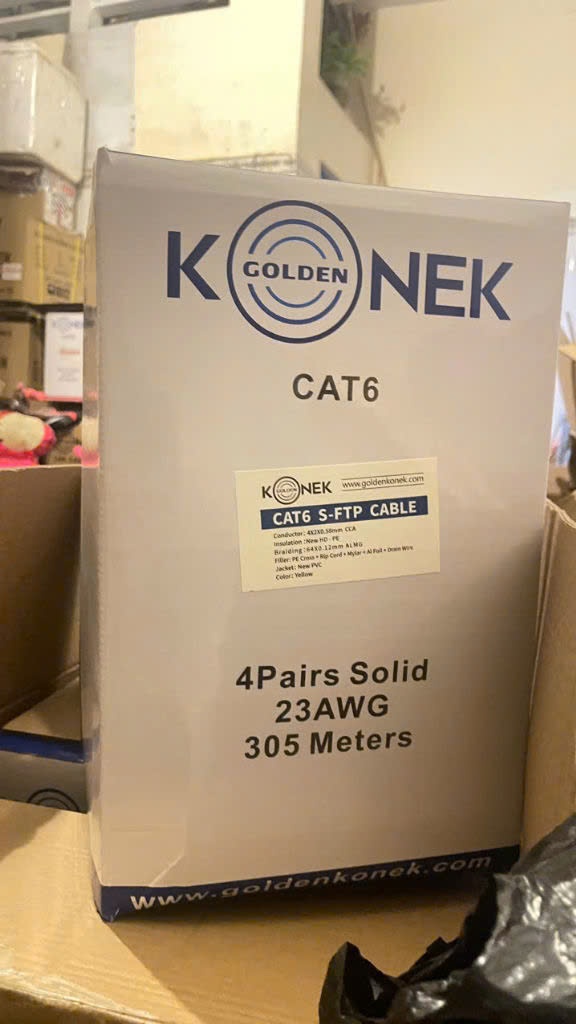 KONEK
GOLDEN
CAT6
KONEK www.goldenkonek.com
GOLDEN
CAT6 S-FTP CABLE
Conductor: 4X2X0.58mm CCA
Insulation: New HD - PE
Braiding: 64X0.12mm ALMG
Filler: PE Cross + Rip Cord + Mylar + Al Foil + Drain Wire
Jacket: New PVC
Color: Yellow
4Pairs Solid
23AWG
305 Meters
www.goldenkonek.com